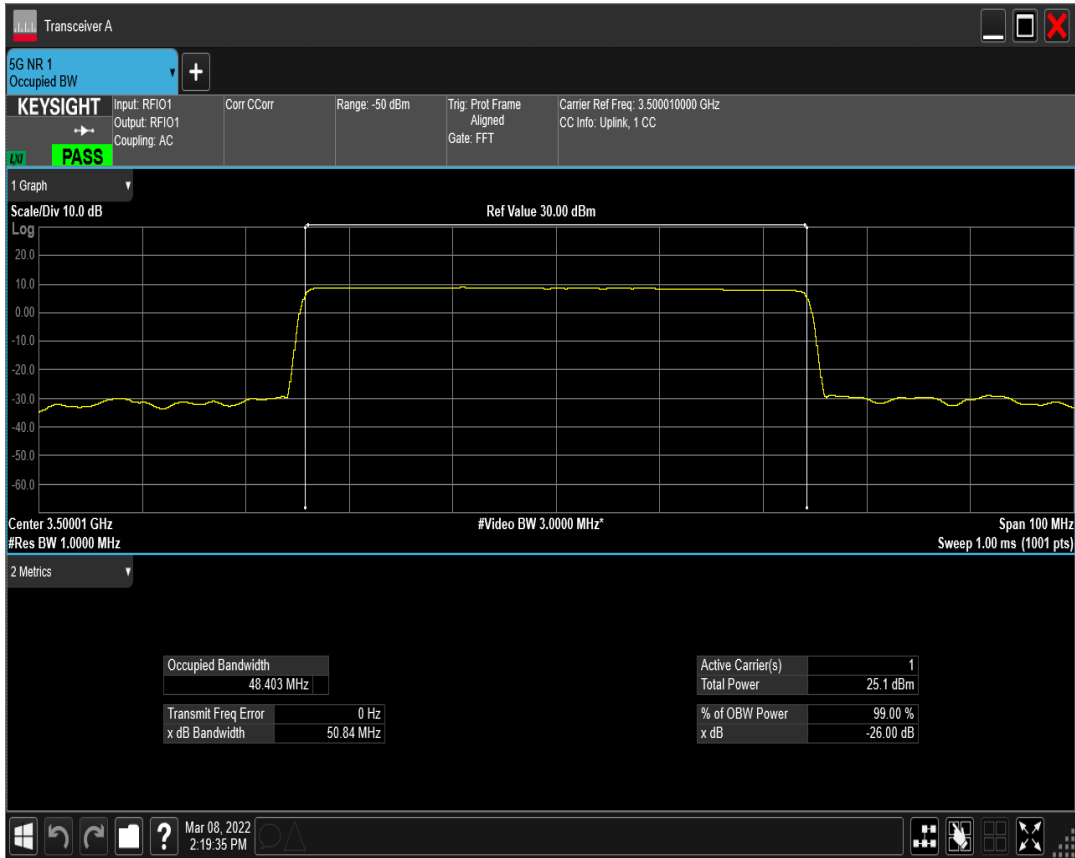 Transceiver A
5G NR 1
Occupied BW
+
KEYSIGHT
LXI
PASS
Input: RFIO1
Output: RFIO1
Coupling: AC
Corr CCorr
Range: -50 dBm
Trig: Prot Frame
Aligned
Gate: FFT
Carrier Ref Freq: 3.500010000 GHz
CC Info: Uplink, 1 CC
1 Graph
Scale/Div 10.0 dB
Ref Value 30.00 dBm
Log
20.0
10.0
0.00
-10.0
-20.0
-30.0
-40.0
-50.0
-60.0
Center 3.50001 GHz
#Video BW 3.0000 MHz*
Span 100 MHz
#Res BW 1.0000 MHz
Sweep 1.00 ms (1001 pts)
2 Metrics
Occupied Bandwidth
48.403 MHz
Transmit Freq Error 0 Hz
x dB Bandwidth 50.84 MHz
Active Carrier(s) 1
Total Power 25.1 dBm
% of OBW Power 99.00 %
x dB -26.00 dB
?
Mar 08, 2022
2:19:35 PM